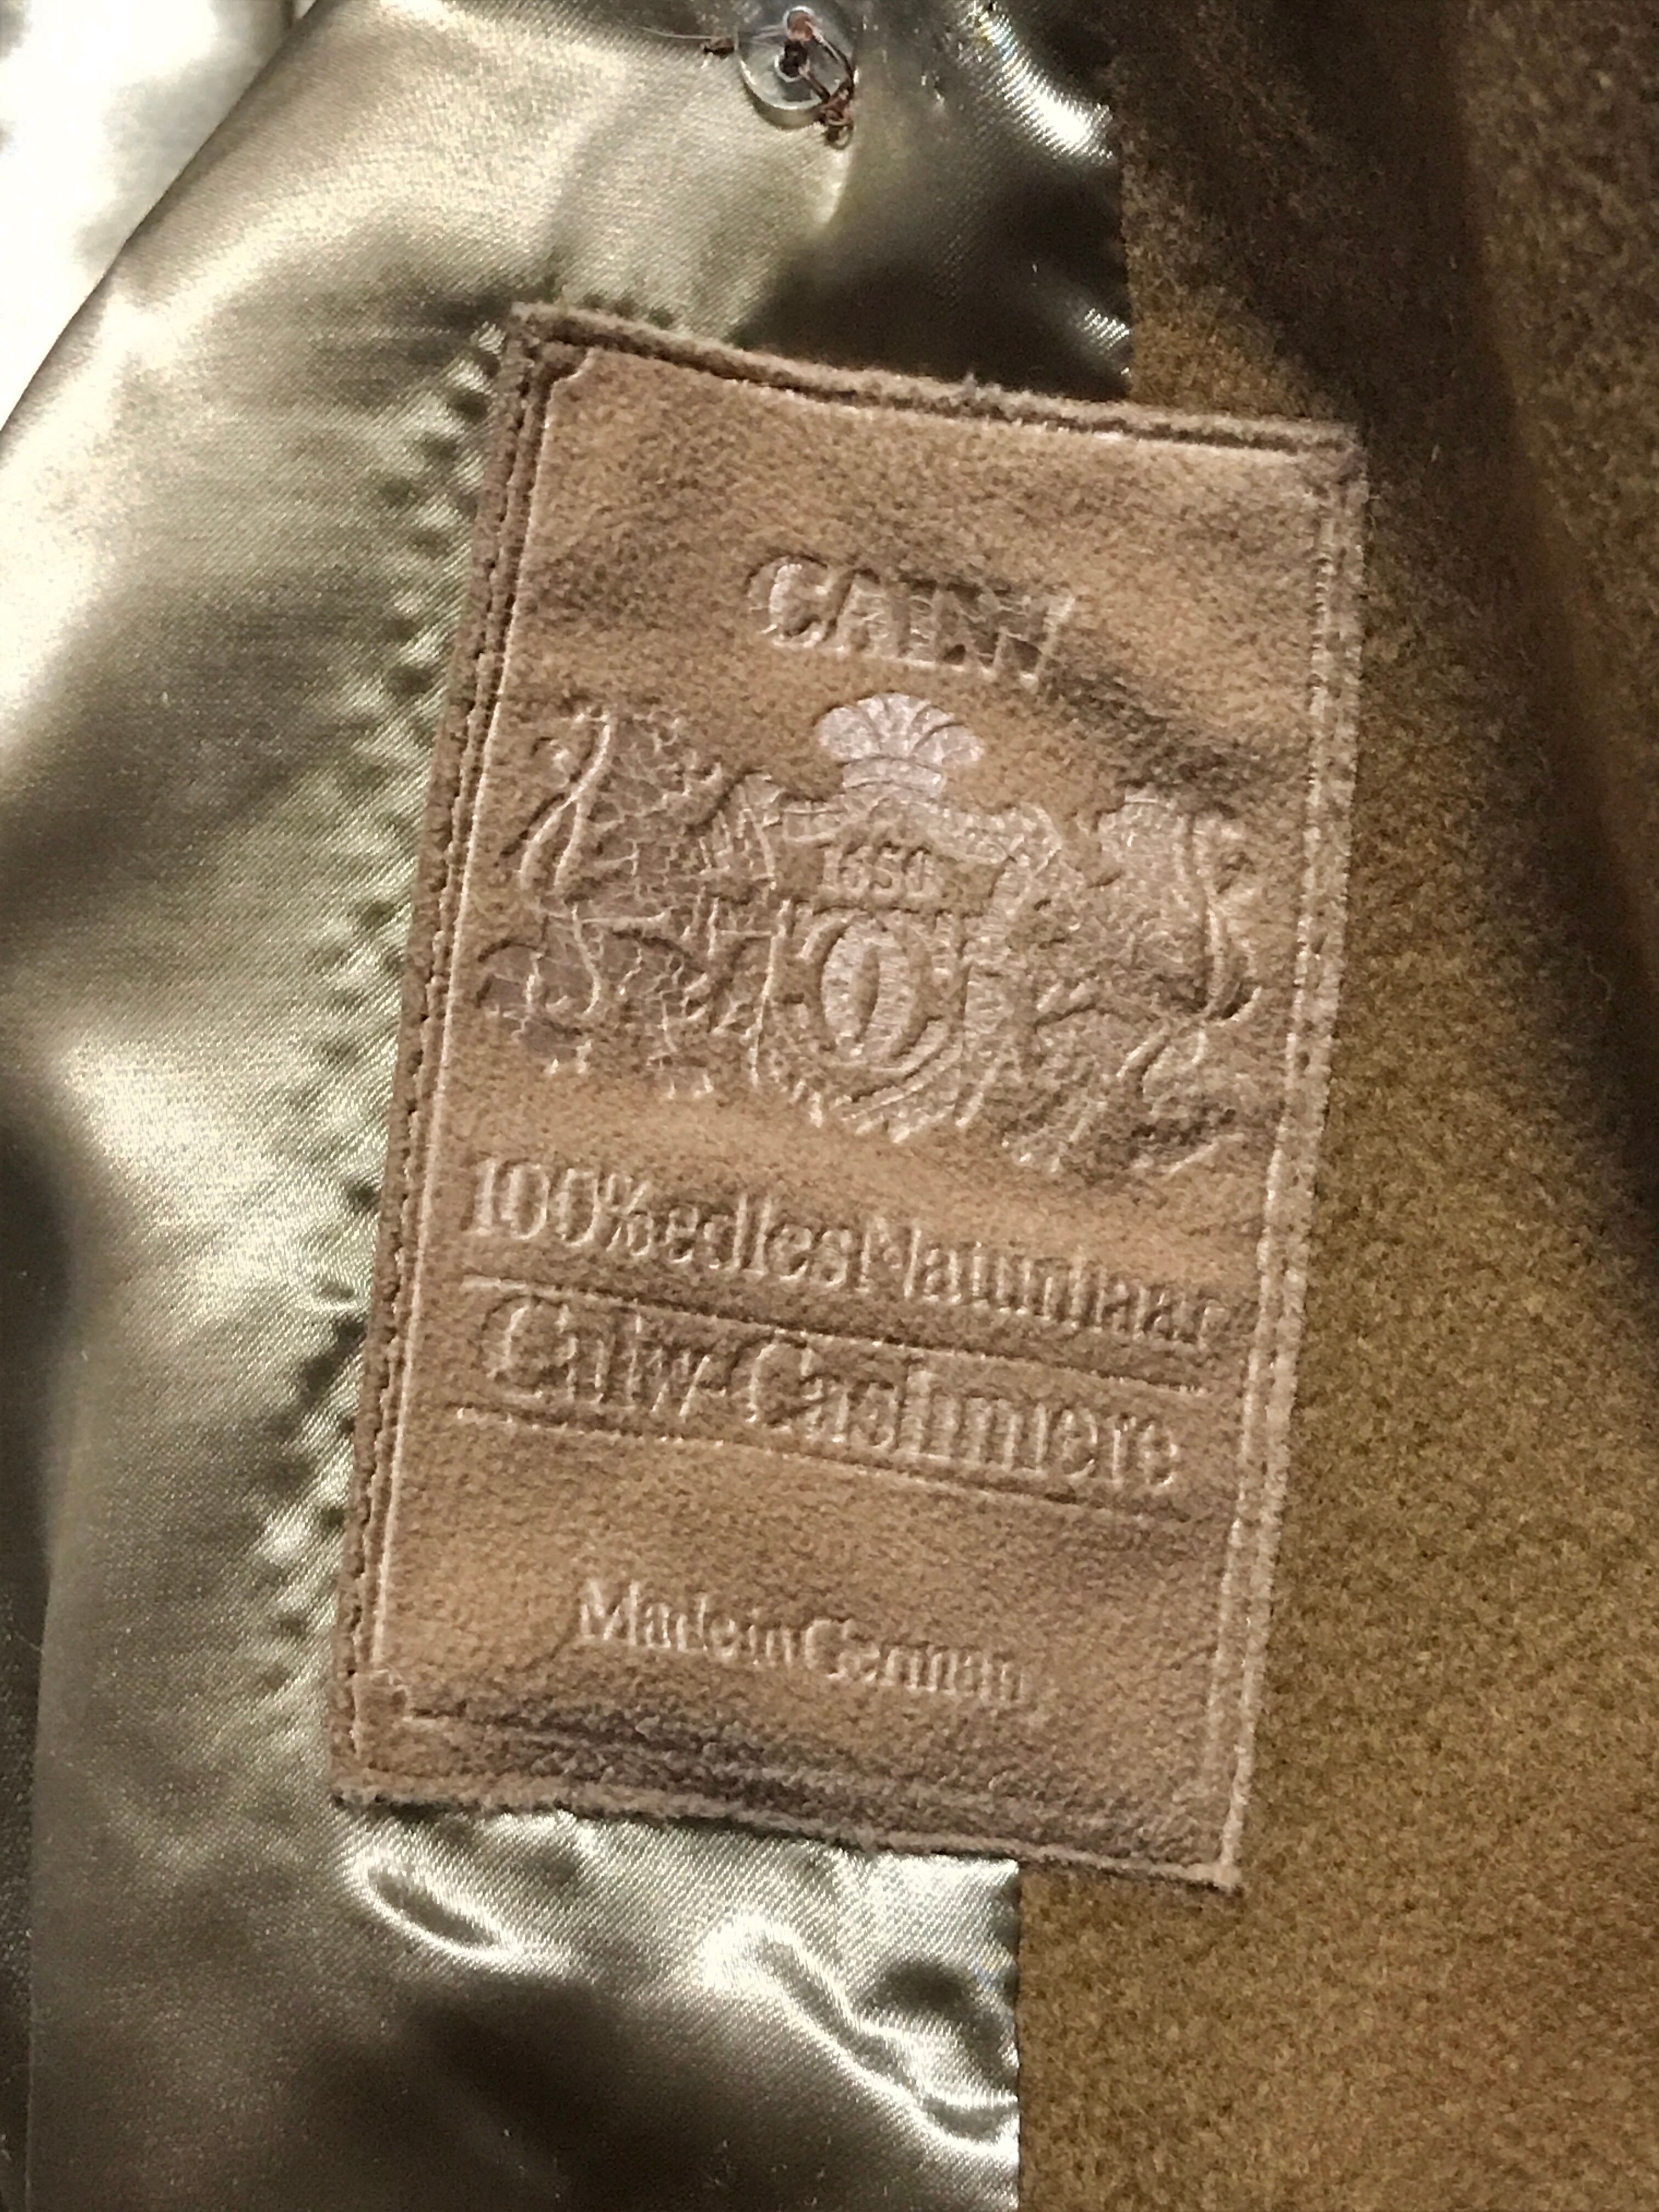 CALW
1650
100% edles Naturhaar
Calw-Cashmere
Made in Germany